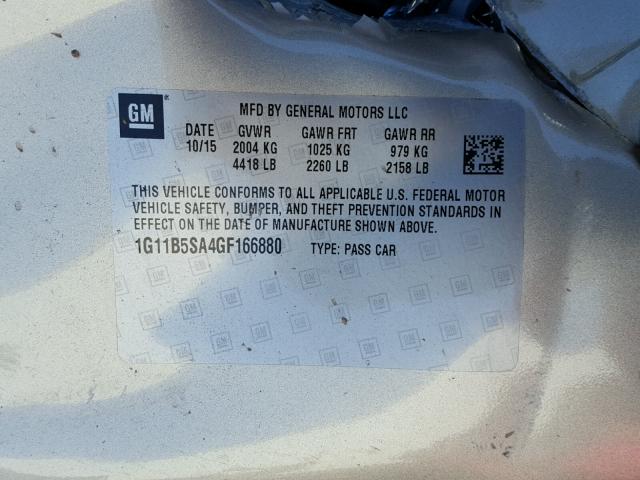 GM
MFD BY GENERAL MOTORS LLC
DATE GVWR GAWR FRT GAWR RR
10/15 2004 KG 1025 KG 979 KG
4418 LB 2260 LB 2158 LB
THIS VEHICLE CONFORMS TO ALL APPLICABLE U.S. FEDERAL MOTOR
VEHICLE SAFETY, BUMPER, AND THEFT PREVENTION STANDARDS IN
EFFECT ON THE DATE OF MANUFACTURE SHOWN ABOVE.
1G11B5SA4GF166880 TYPE: PASS CAR